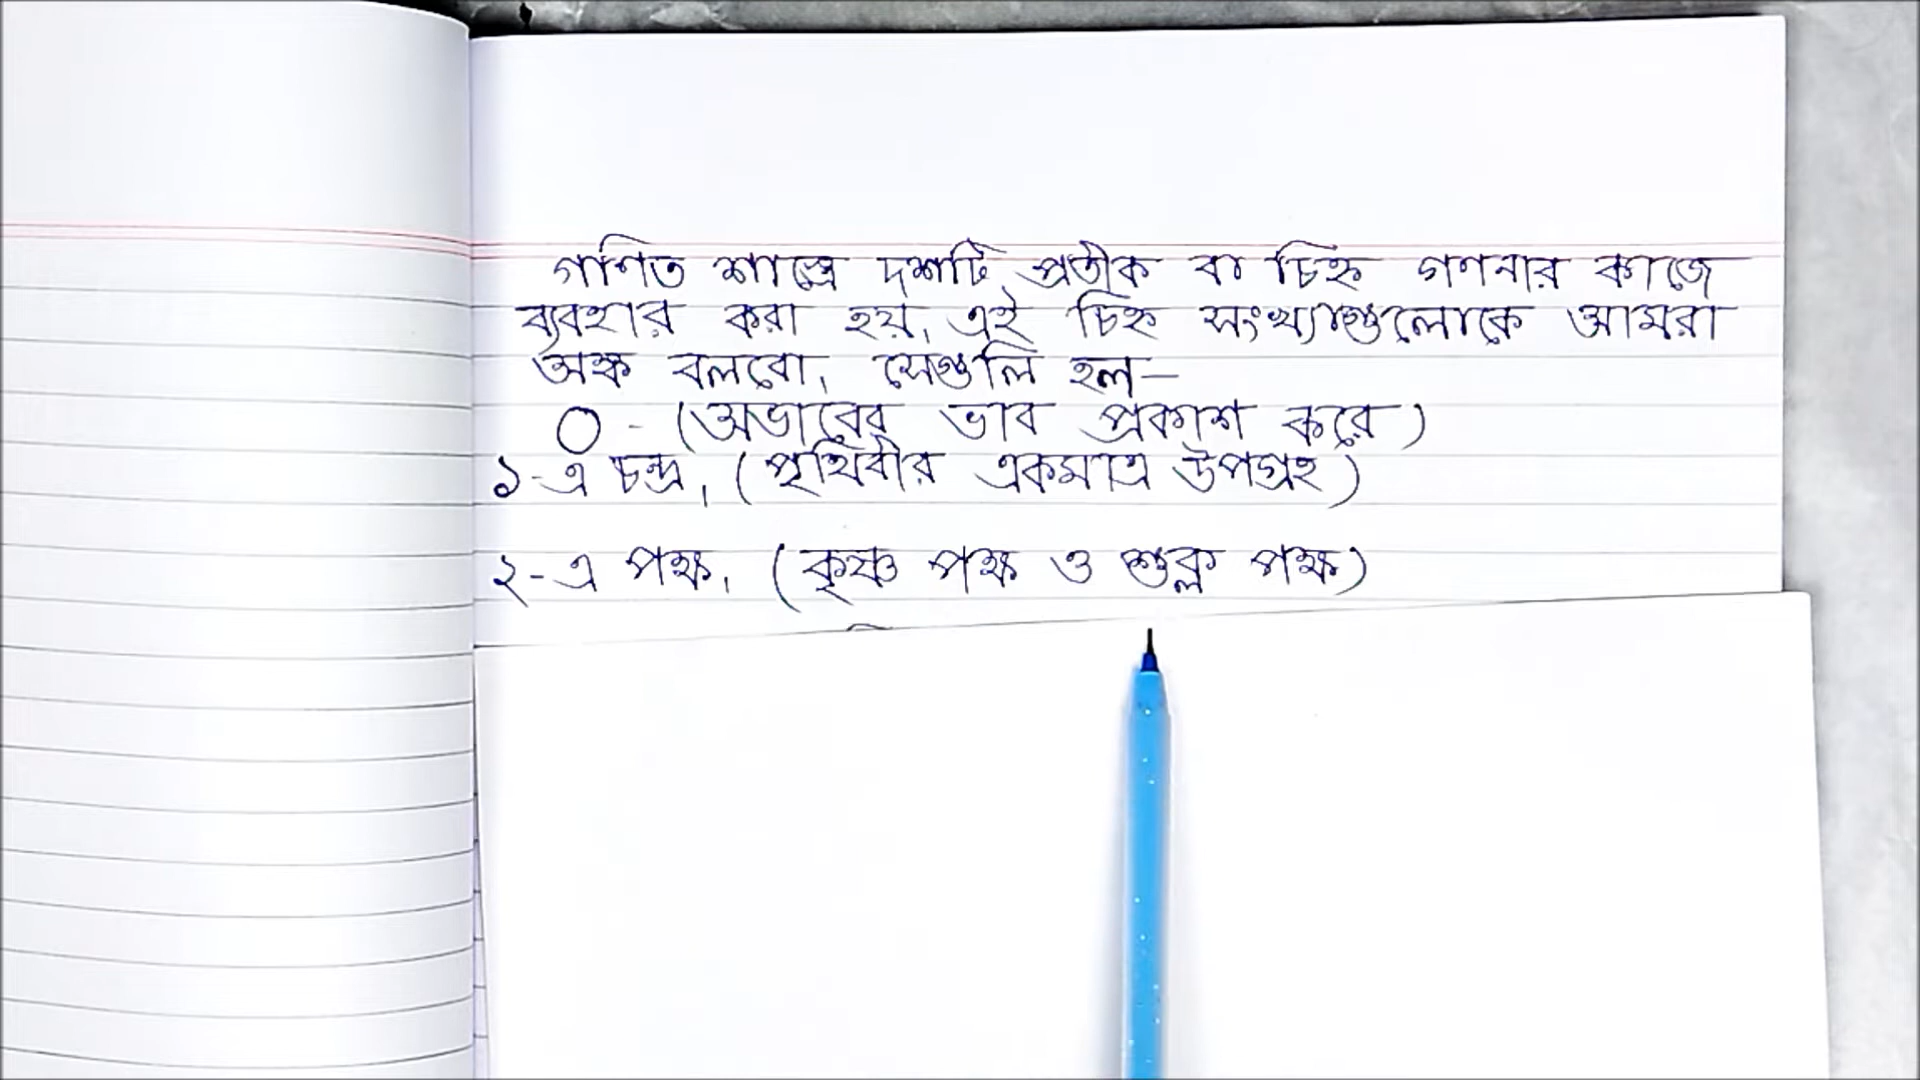 গণিত শাস্ত্রে দশটি প্রতীক বা চিহ্ন গণনার কাজে
ব্যবহার করা হয়, এই চিহ্ন সংখ্যাগুলোকে আমরা
অঙ্ক বলবো, সেগুলি হল—
০ - (অভাবের ভাব প্রকাশ করে)
১-এ চন্দ্র, (পৃথিবীর একমাত্র উপগ্রহ)
২-এ পক্ষ, (কৃষ্ণ পক্ষ ও শুক্ল পক্ষ)